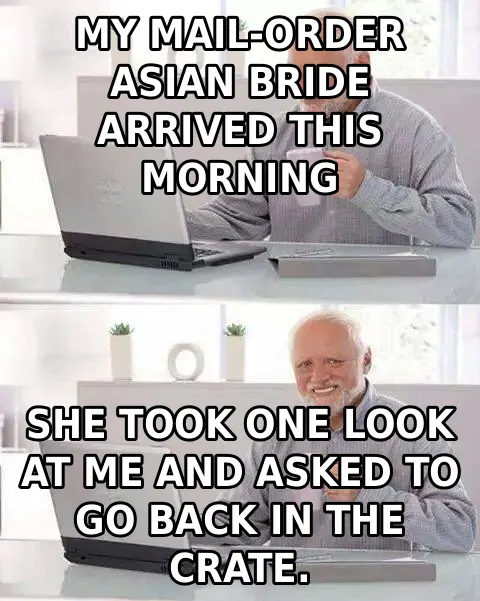 MY MAIL-ORDER
ASIAN BRIDE
ARRIVED THIS
MORNING
SHE TOOK ONE LOOK
AT ME AND ASKED TO
GO BACK IN THE
CRATE.